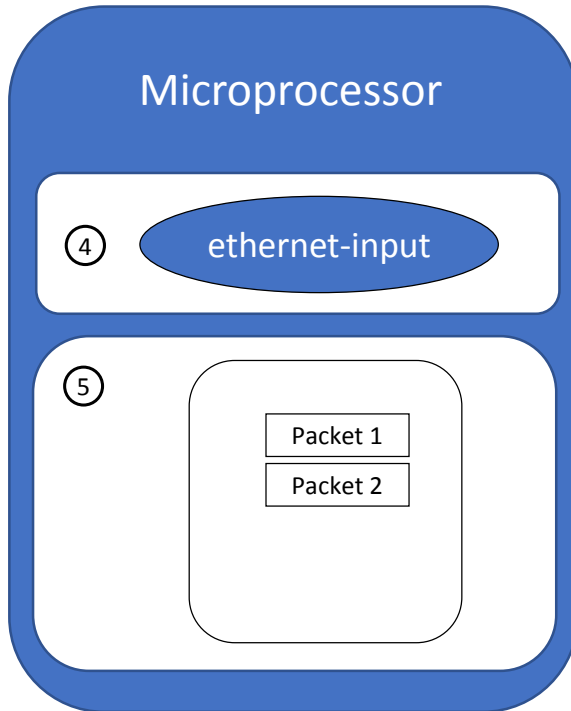 Microprocessor
4
ethernet-input
5
Packet 1
Packet 2